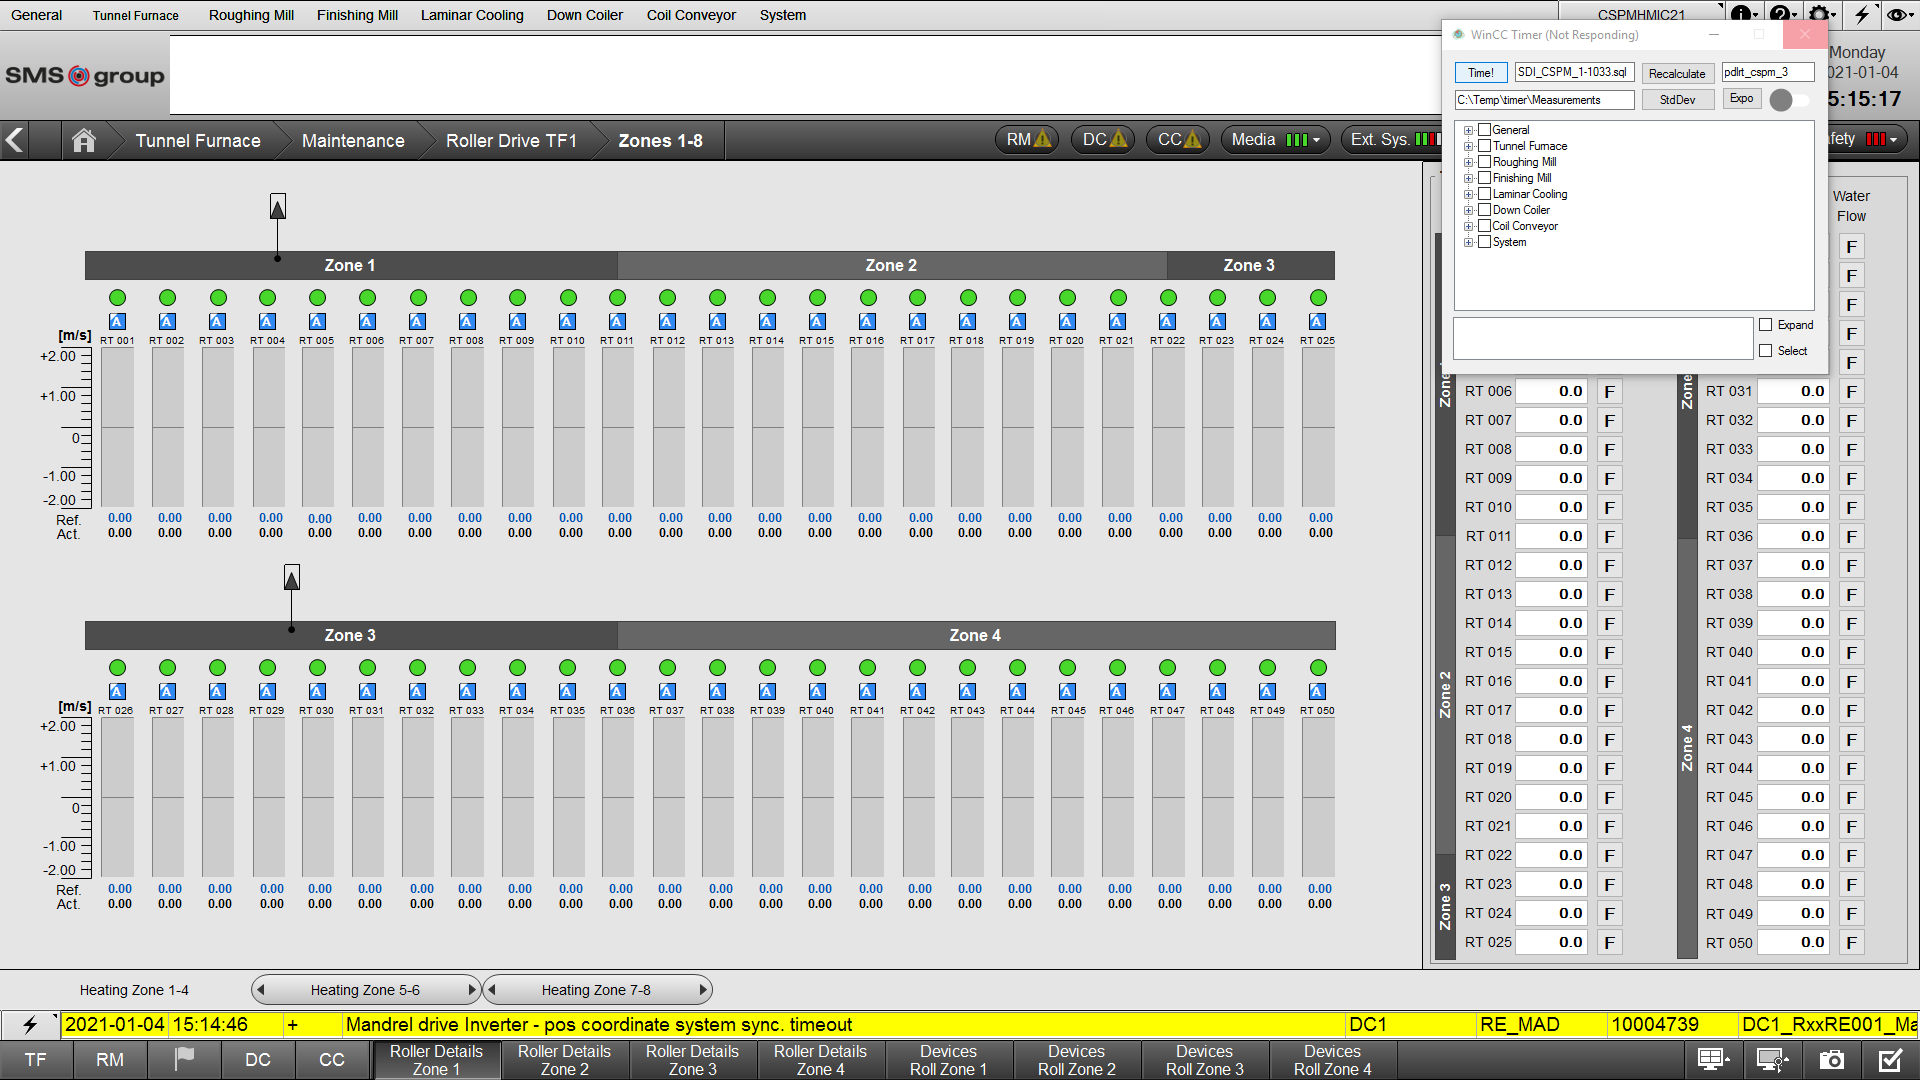 General Tunnel Furnace Roughing Mill Finishing Mill Laminar Cooling Down Coiler Coil Conveyor System CSPMHMIC21
SMS group
Monday
021-01-04
5:15:17
WinCC Timer (Not Responding)
Time! SDI_CSPM_1-1033.sql Recalculate pdlrt_cspm_3
C:\Temp\timer\Measurements StdDev Expo
General
Tunnel Furnace
Roughing Mill
Finishing Mill
Laminar Cooling
Down Coiler
Coil Conveyor
System
Expand
Select
Tunnel Furnace Maintenance Roller Drive TF1 Zones 1-8 RM DC CC Media Ext. Sys. fety
Zone 1 Zone 2 Zone 3
A A A A A A A A A A A A A A A A A A A A A A A A A
[m/s] RT 001 RT 002 RT 003 RT 004 RT 005 RT 006 RT 007 RT 008 RT 009 RT 010 RT 011 RT 012 RT 013 RT 014 RT 015 RT 016 RT 017 RT 018 RT 019 RT 020 RT 021 RT 022 RT 023 RT 024 RT 025
+2.00
+1.00
0
-1.00
-2.00
Ref. 0.00 0.00 0.00 0.00 0.00 0.00 0.00 0.00 0.00 0.00 0.00 0.00 0.00 0.00 0.00 0.00 0.00 0.00 0.00 0.00 0.00 0.00 0.00 0.00 0.00
Act. 0.00 0.00 0.00 0.00 0.00 0.00 0.00 0.00 0.00 0.00 0.00 0.00 0.00 0.00 0.00 0.00 0.00 0.00 0.00 0.00 0.00 0.00 0.00 0.00 0.00
Zone 3 Zone 4
A A A A A A A A A A A A A A A A A A A A A A A A A
[m/s] RT 026 RT 027 RT 028 RT 029 RT 030 RT 031 RT 032 RT 033 RT 034 RT 035 RT 036 RT 037 RT 038 RT 039 RT 040 RT 041 RT 042 RT 043 RT 044 RT 045 RT 046 RT 047 RT 048 RT 049 RT 050
+2.00
+1.00
0
-1.00
-2.00
Ref. 0.00 0.00 0.00 0.00 0.00 0.00 0.00 0.00 0.00 0.00 0.00 0.00 0.00 0.00 0.00 0.00 0.00 0.00 0.00 0.00 0.00 0.00 0.00 0.00 0.00
Act. 0.00 0.00 0.00 0.00 0.00 0.00 0.00 0.00 0.00 0.00 0.00 0.00 0.00 0.00 0.00 0.00 0.00 0.00 0.00 0.00 0.00 0.00 0.00 0.00 0.00
Water
Flow
F
F
F
F
F
Zone Zone
RT 006 0.0 F RT 031 0.0 F
RT 007 0.0 F RT 032 0.0 F
RT 008 0.0 F RT 033 0.0 F
RT 009 0.0 F RT 034 0.0 F
RT 010 0.0 F RT 035 0.0 F
RT 011 0.0 F RT 036 0.0 F
RT 012 0.0 F RT 037 0.0 F
RT 013 0.0 F RT 038 0.0 F
RT 014 0.0 F RT 039 0.0 F
RT 015 0.0 F RT 040 0.0 F
Zone 2 RT 016 0.0 F RT 041 0.0 F
RT 017 0.0 F RT 042 0.0 F
RT 018 0.0 F Zone 4 RT 043 0.0 F
RT 019 0.0 F RT 044 0.0 F
RT 020 0.0 F RT 045 0.0 F
RT 021 0.0 F RT 046 0.0 F
RT 022 0.0 F RT 047 0.0 F
RT 023 0.0 F RT 048 0.0 F
Zone 3 RT 024 0.0 F RT 049 0.0 F
RT 025 0.0 F RT 050 0.0 F
Heating Zone 1-4 Heating Zone 5-6 Heating Zone 7-8
2021-01-04 15:14:46 + Mandrel drive Inverter - pos coordinate system sync. timeout DC1 RE_MAD 10004739 DC1_RxxRE001_Ma
TF RM DC CC
Roller Details
Zone 1
Roller Details
Zone 2
Roller Details
Zone 3
Roller Details
Zone 4
Devices
Roll Zone 1
Devices
Roll Zone 2
Devices
Roll Zone 3
Devices
Roll Zone 4